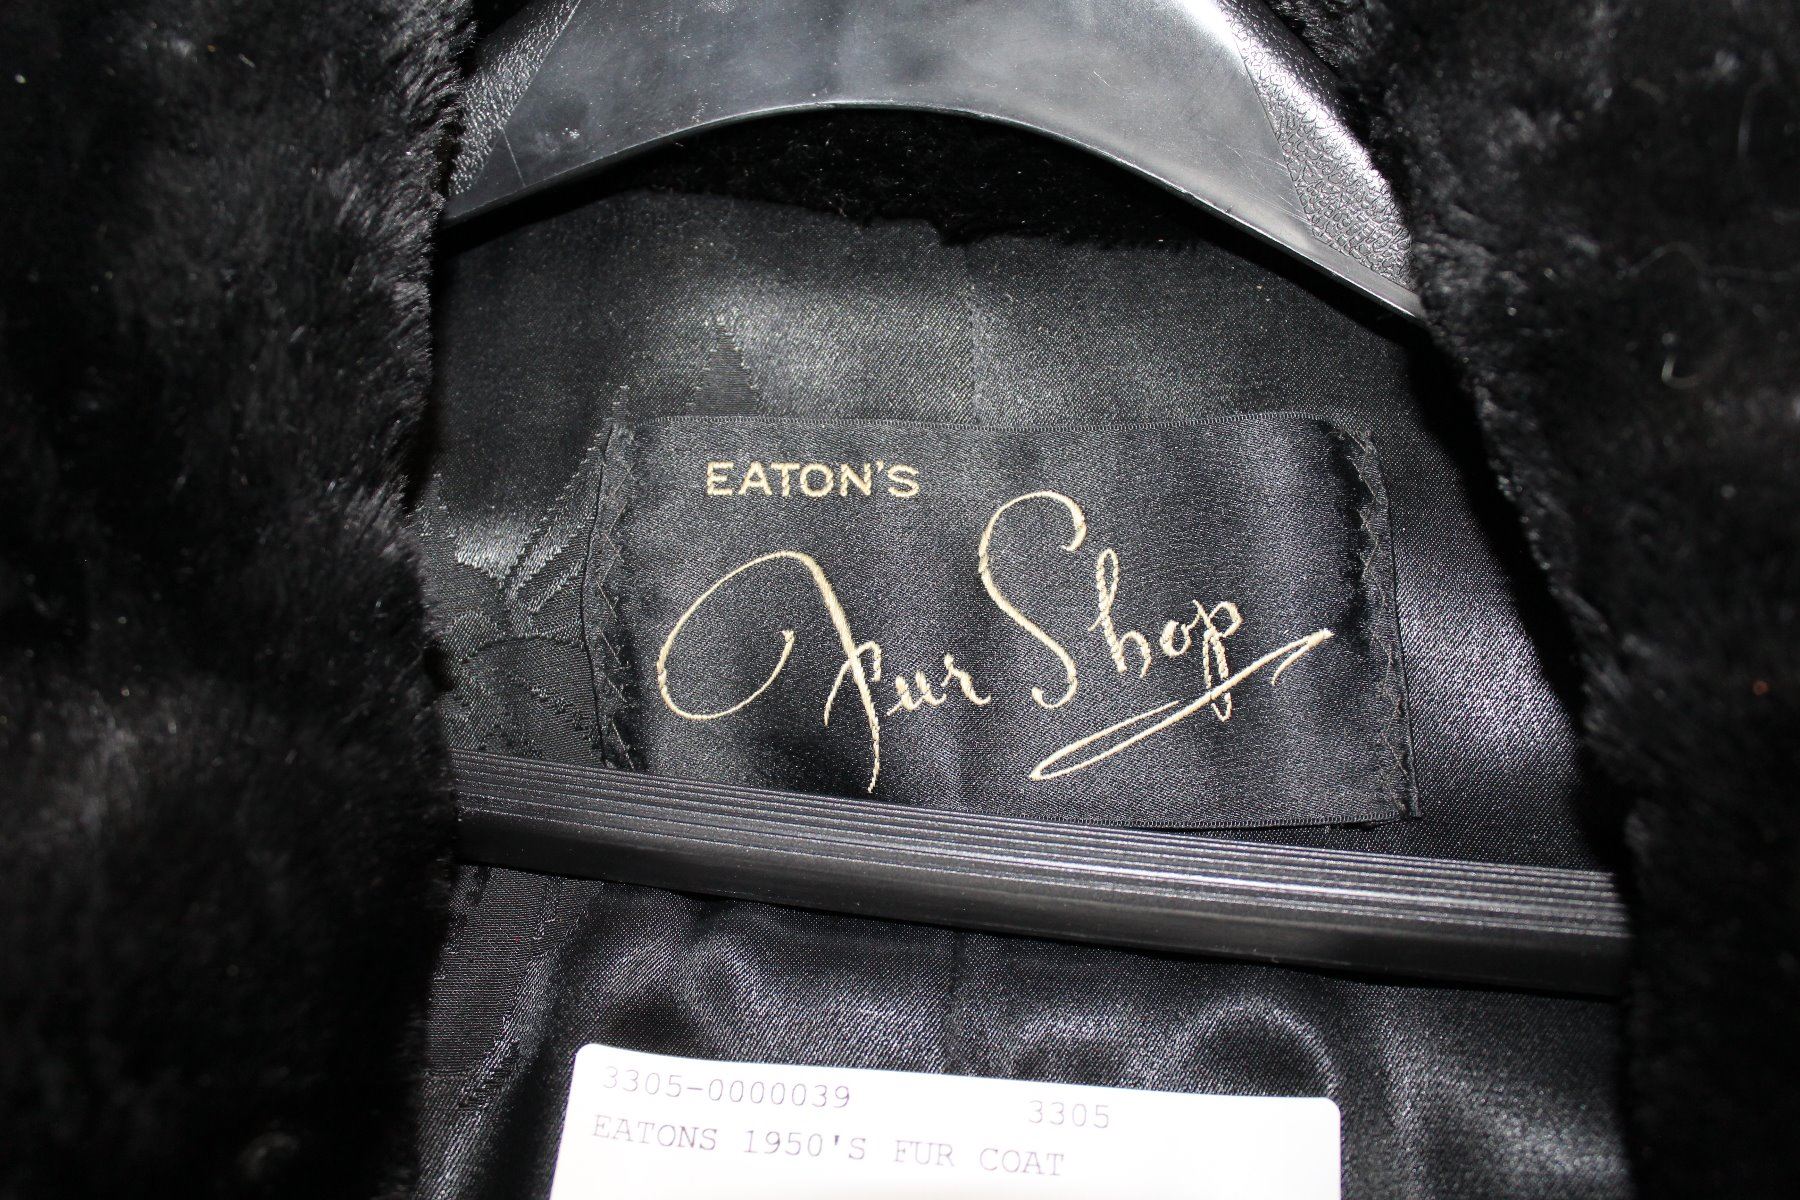 EATON'S
Fur Shop
3305-0000039 3305
EATONS 1950'S FUR COAT